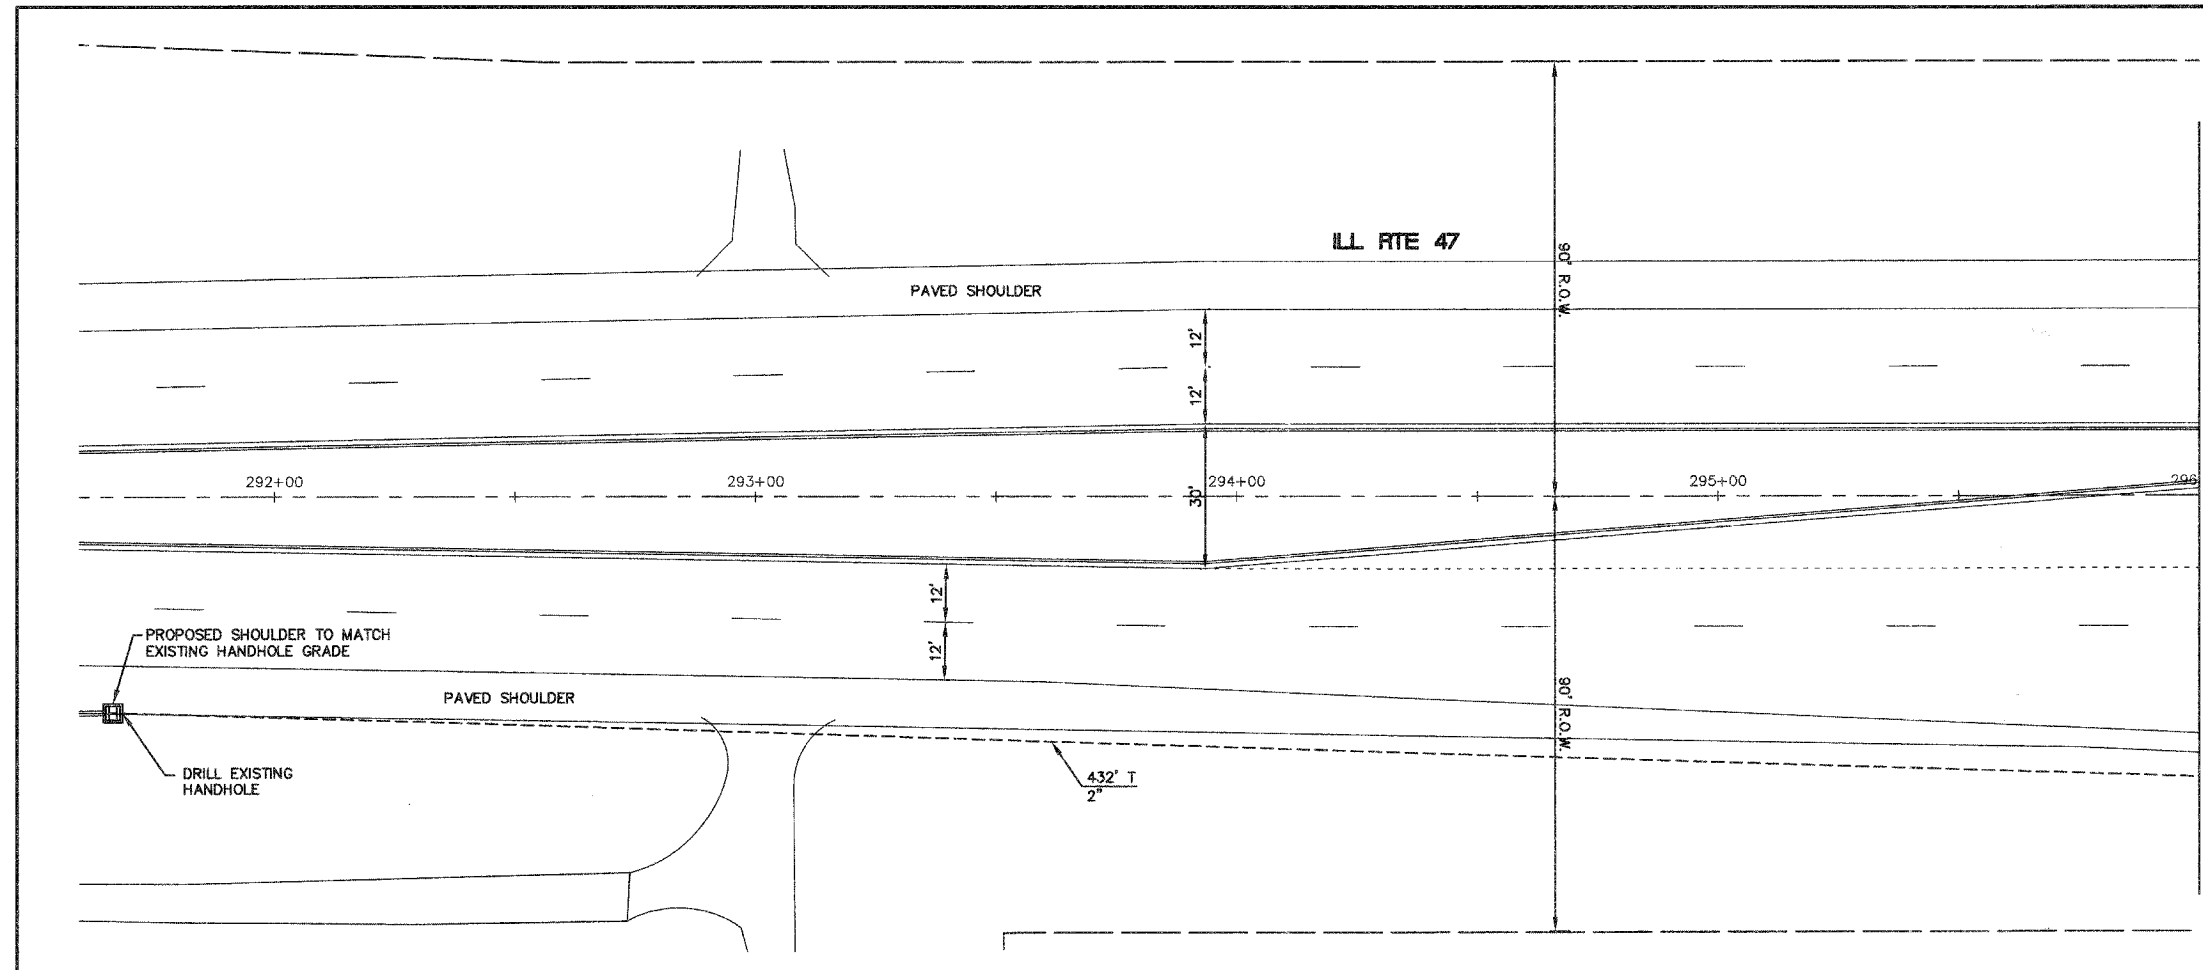 ILL RTE 47
90' R.O.W.
PAVED SHOULDER
12'
12'
292+00
293+00
294+00
295+00
296
30'
12'
12'
PROPOSED SHOULDER TO MATCH
EXISTING HANDHOLE GRADE
PAVED SHOULDER
90' R.O.W.
DRILL EXISTING
HANDHOLE
432' T
2"